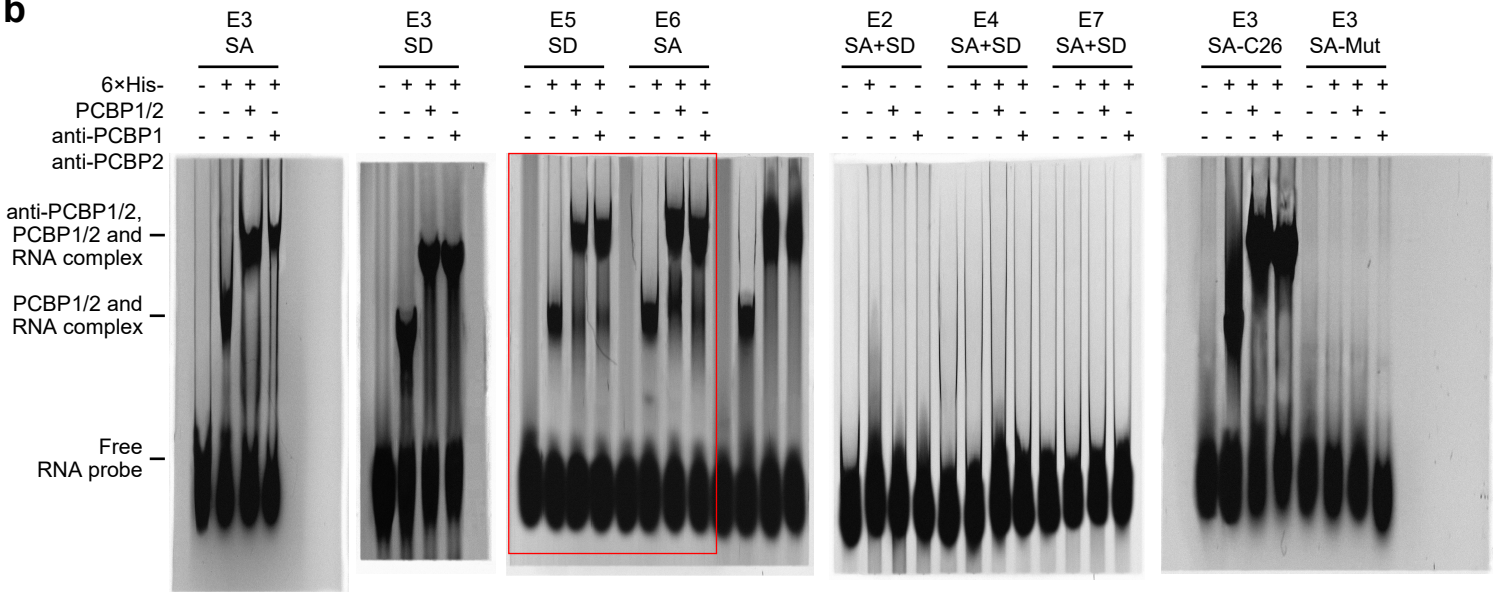 b
E3 SA
E3 SD
E5 SD
E6 SA
E2 SA+SD
E4 SA+SD
E7 SA+SD
E3 SA-C26
E3 SA-Mut
6×His- - + + + - + + + - + + + - + + + - + - - - + + + - + + + - + + + - + + +
PCBP1/2 - - + - - - + - - - + - - - + - - - + - - - + - - - + - - - + - - - + -
anti-PCBP1 - - - + - - - + - - - + - - - + - - - + - - - + - - - + - - - + - - - +
anti-PCBP2
anti-PCBP1/2,
PCBP1/2 and
RNA complex
PCBP1/2 and
RNA complex
Free
RNA probe